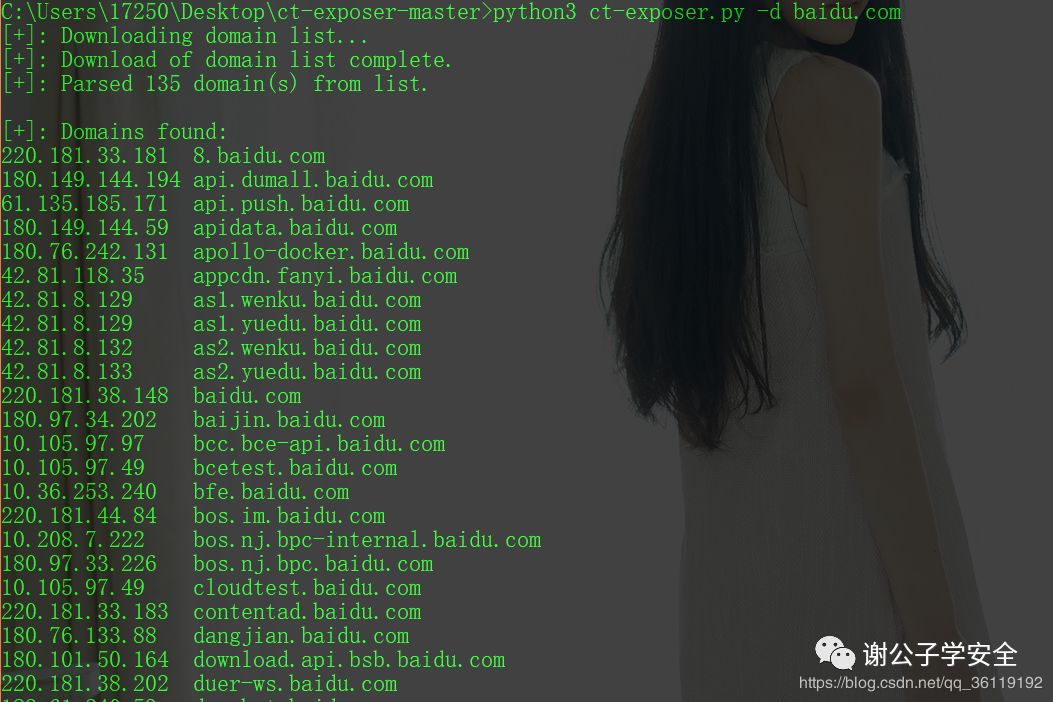 C:\Users\17250\Desktop\ct-exposer-master>python3 ct-exposer.py -d baidu.com
[+]: Downloading domain list...
[+]: Download of domain list complete.
[+]: Parsed 135 domain(s) from list.
[+]: Domains found:
220.181.33.181 8.baidu.com
180.149.144.194 api.dumall.baidu.com
61.135.185.171 api.push.baidu.com
180.149.144.59 apidata.baidu.com
180.76.242.131 apollo-docker.baidu.com
42.81.118.35 appcdn.fanyi.baidu.com
42.81.8.129 as1.wenku.baidu.com
42.81.8.129 as1.yuedu.baidu.com
42.81.8.132 as2.wenku.baidu.com
42.81.8.133 as2.yuedu.baidu.com
220.181.38.148 baidu.com
180.97.34.202 baijin.baidu.com
10.105.97.97 bcc.bce-api.baidu.com
10.105.97.49 bcetest.baidu.com
10.36.253.240 bfe.baidu.com
220.181.44.84 bos.im.baidu.com
10.208.7.222 bos.nj.bpc-internal.baidu.com
180.97.33.226 bos.nj.bpc.baidu.com
10.105.97.49 cloudtest.baidu.com
220.181.33.183 contentad.baidu.com
180.76.133.88 dangjian.baidu.com
180.101.50.164 download.api.bsb.baidu.com
220.181.38.202 duer-ws.baidu.com
谢公子学安全
https://blog.csdn.net/qq_36119192